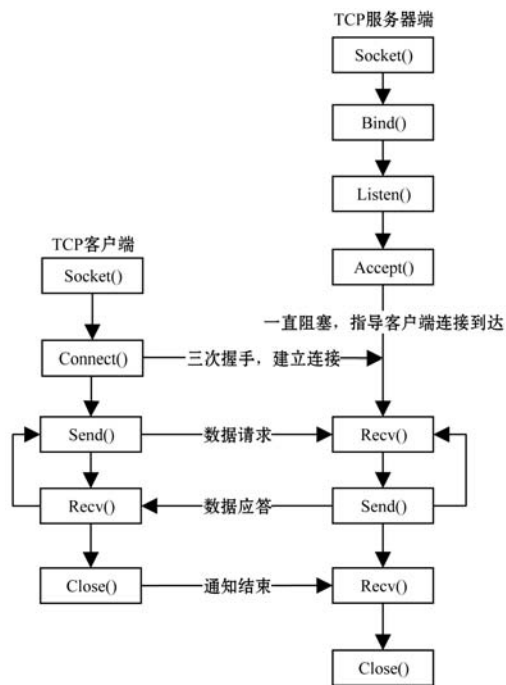 TCP服务器端
Socket()
Bind()
Listen()
TCP客户端
Accept()
Socket()
一直阻塞，指导客户端连接到达
Connect()
三次握手，建立连接
Send()
数据请求
Recv()
Recv()
数据应答
Send()
Close()
通知结束
Recv()
Close()